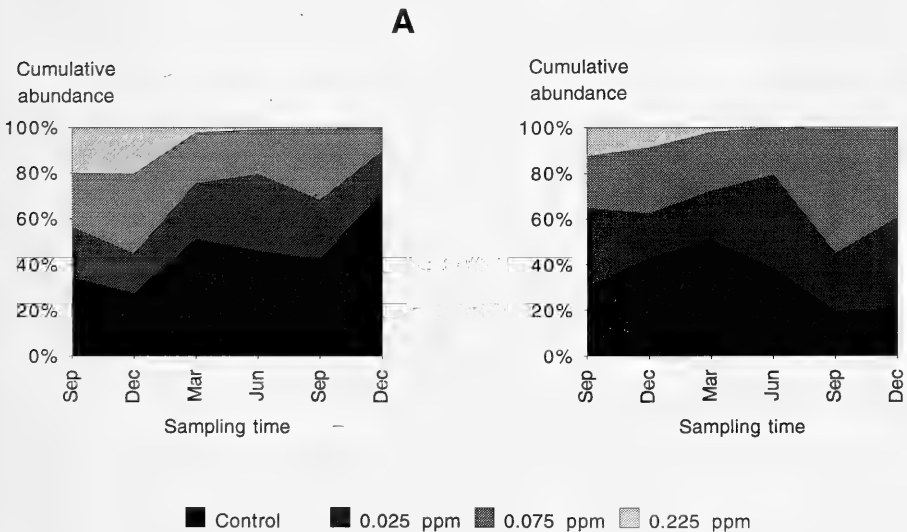 A
Cumulative
abundance
100%
80%
60%
40%
20%
0%
Sep
Dec
Mar
Jun
Sep
Dec
Sampling time
Cumulative
abundance
100%
80%
60%
40%
20%
0%
Sep
Dec
Mar
Jun
Sep
Dec
Sampling time
Control 0.025 ppm 0.075 ppm 0.225 ppm